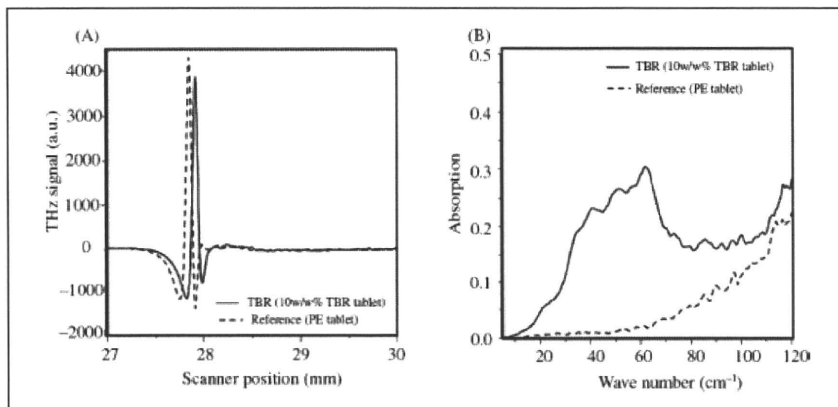 (A)
THz signal (a.u.)
4000
3000
2000
1000
0
−1000
−2000
TBR (10w/w% TBR tablet)
Reference (PE tablet)
27
28
29
30
Scanner position (mm)
(B)
Absorption
0.5
0.4
0.3
0.2
0.1
0.0
TBR (10w/w% TBR tablet)
Reference (PE tablet)
20
40
60
80
100
120
Wave number (cm⁻¹)